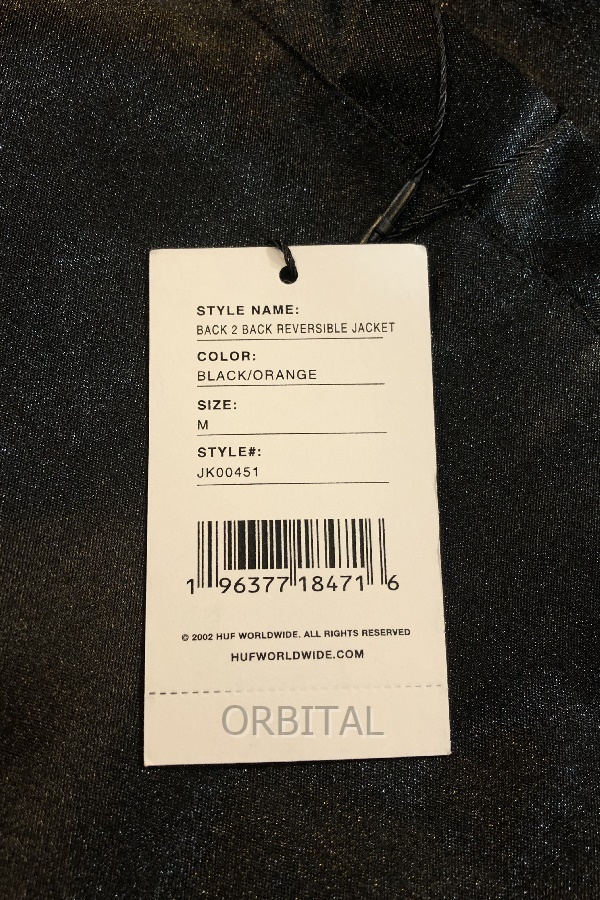 STYLE NAME:
BACK 2 BACK REVERSIBLE JACKET
COLOR:
BLACK/ORANGE
SIZE:
M
STYLE#:
JK00451
1 96377 18471 6
© 2002 HUF WORLDWIDE. ALL RIGHTS RESERVED
HUFWORLDWIDE.COM
ORBITAL